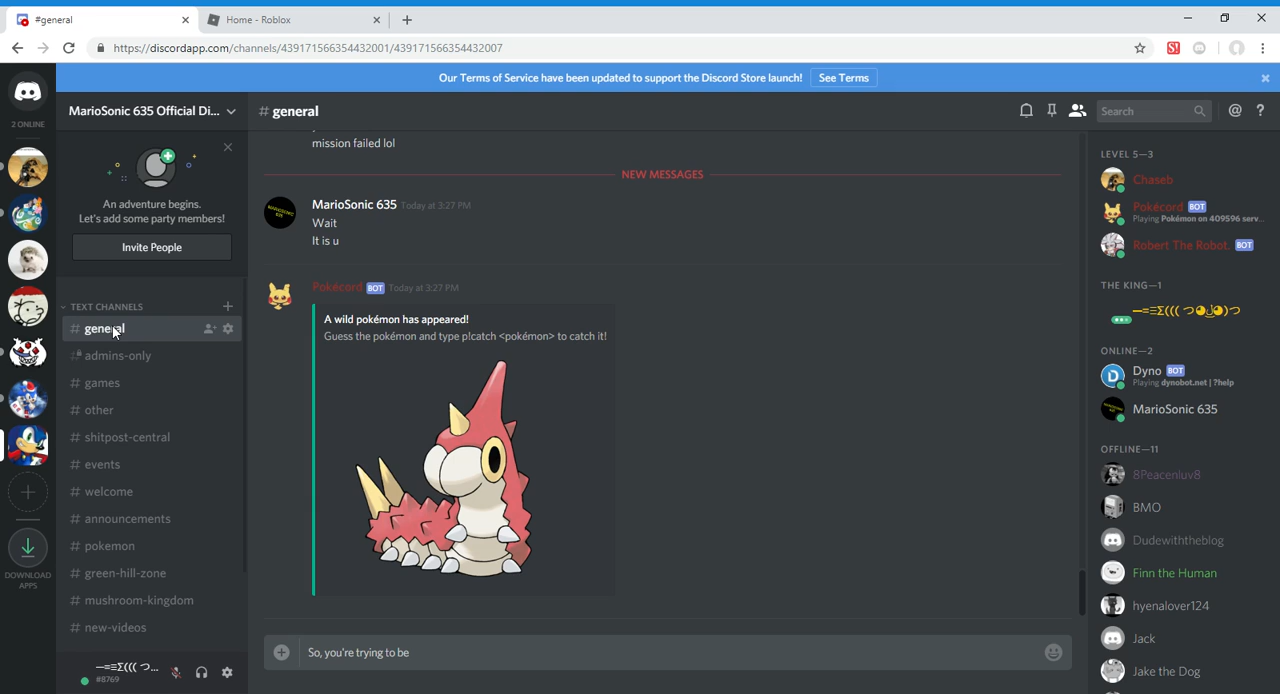 #general
Home - Roblox
https://discordapp.com/channels/439171566354432001/439171566354432007
Our Terms of Service have been updated to support the Discord Store launch!
See Terms
2 ONLINE
MarioSonic 635 Official Di...
# general
Search
An adventure begins.
Let's add some party members!
Invite People
TEXT CHANNELS
# general
admins-only
# games
# other
# shitpost-central
# events
# welcome
# announcements
# pokemon
# green-hill-zone
# mushroom-kingdom
# new-videos
DOWNLOAD
APPS
─=≡Σ((( つ...
#8769
mission failed lol
NEW MESSAGES
MarioSonic 635 Today at 3:27 PM
Wait
It is u
Pokécord BOT Today at 3:27 PM
A wild pokémon has appeared!
Guess the pokémon and type p!catch <pokémon> to catch it!
So, you're trying to be
LEVEL 5—3
Chaseb
Pokécord BOT
Playing Pokémon on 409596 serv...
Robert The Robot. BOT
THE KING—1
─=≡Σ((( つ◕ل͜◕)つ
ONLINE—2
Dyno BOT
Playing dynobot.net | ?help
MarioSonic 635
OFFLINE—11
8Peacenluv8
BMO
Dudewiththeblog
Finn the Human
hyenalover124
Jack
Jake the Dog